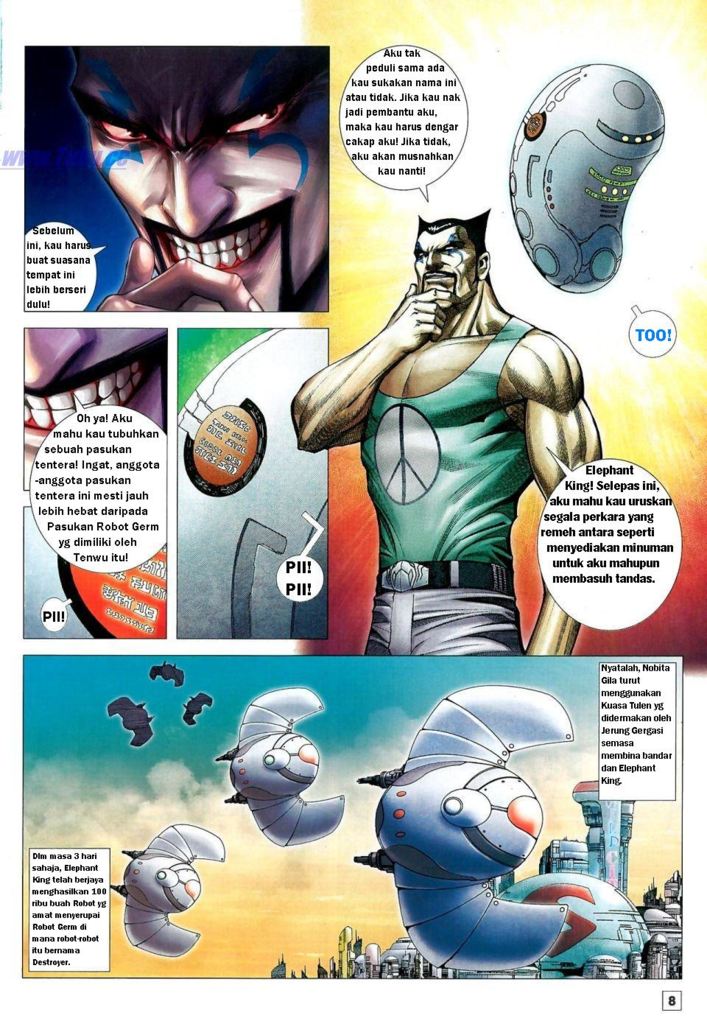 Sebelum
ini, kau harus
buat suasana
tempat ini
lebih berseri
dulu!
Aku tak
peduli sama ada
kau sukakan nama ini
atau tidak. Jika kau nak
jadi pembantu aku,
maka kau harus dengar
cakap aku! Jika tidak,
aku akan musnahkan
kau nanti!
TOO!
Oh ya! Aku
mahu kau tubuhkan
sebuah pasukan
tentera! Ingat, anggota
-anggota pasukan
tentera ini mesti jauh
lebih hebat daripada
Pasukan Robot Germ
yg dimiliki oleh
Tenwu itu!
PII!
PII!
PII!
Elephant
King! Selepas ini,
aku mahu kau uruskan
segala perkara yang
remeh antara seperti
menyediakan minuman
untuk aku mahupun
membasuh tandas.
Nyatalah, Nobita
Gila turut
menggunakan
Kuasa Tulen yg
didermakan oleh
Jerung Gergasi
semasa
membina bandar
dan Elephant
King.
Dlm masa 3 hari
sahaja, Elephant
King telah berjaya
menghasilkan 100
ribu buah Robot yg
amat menyerupai
Robot Germ di
mana robot-robot
itu bernama
Destroyer.
8